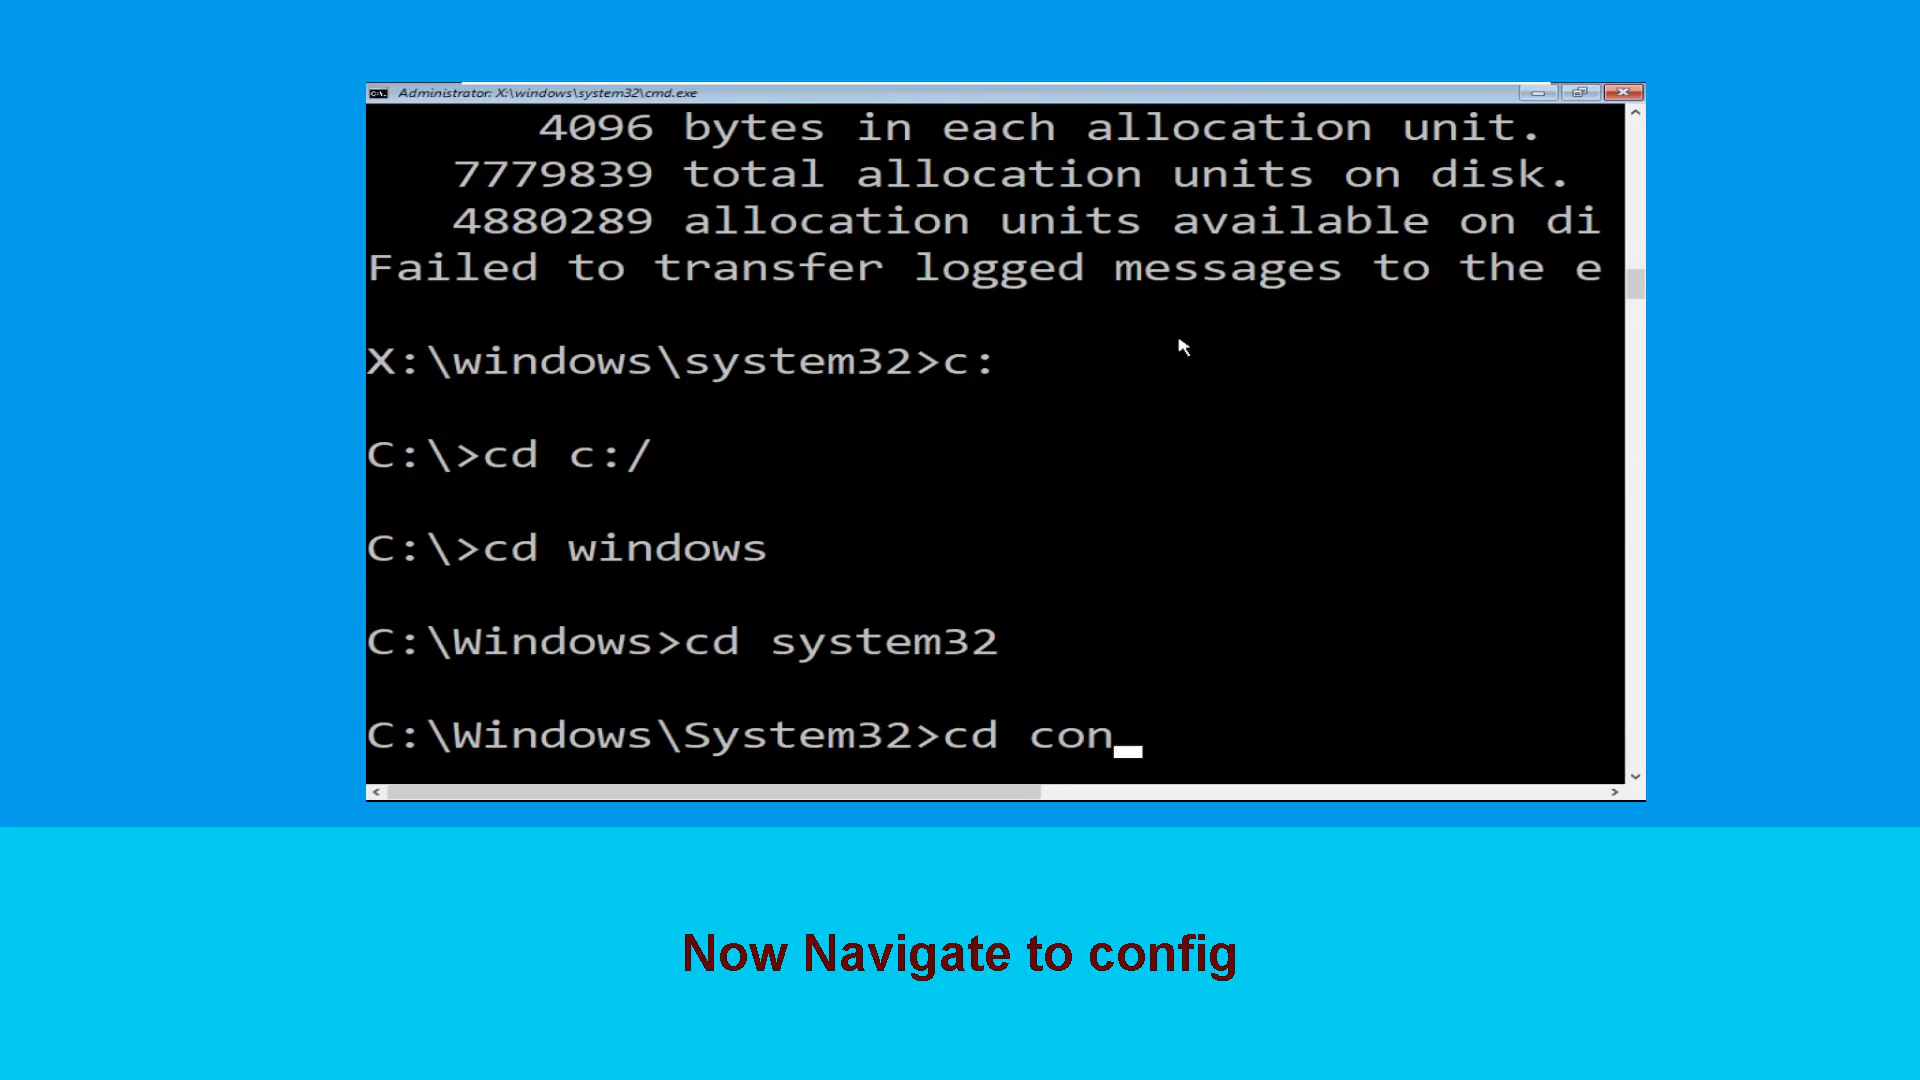 Administrator: X:\windows\system32\cmd.exe
4096 bytes in each allocation unit.
7779839 total allocation units on disk.
4880289 allocation units available on di
Failed to transfer logged messages to the e
X:\windows\system32>c:
C:\>cd c:/
C:\>cd windows
C:\Windows>cd system32
C:\Windows\System32>cd con
Now Navigate to config